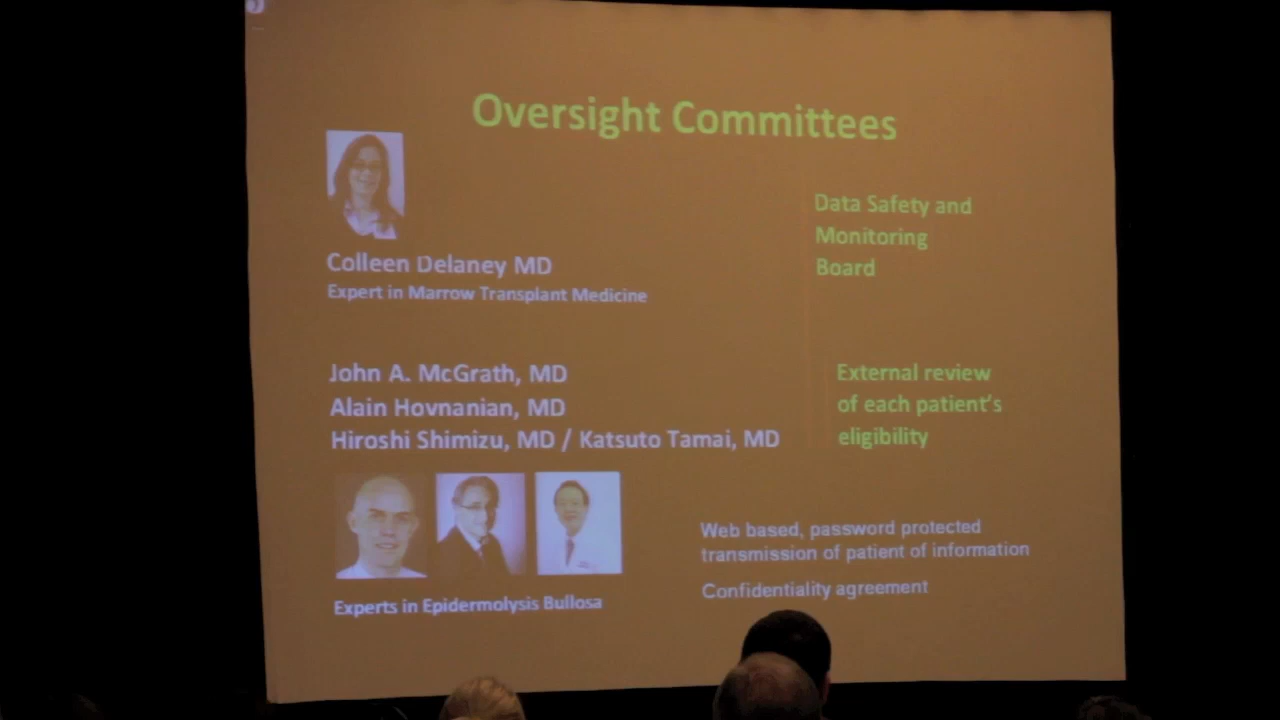 Oversight Committees
Colleen Delaney MD
Expert in Marrow Transplant Medicine
Data Safety and
Monitoring
Board
John A. McGrath, MD
Alain Hovnanian, MD
Hiroshi Shimizu, MD / Katsuto Tamai, MD
External review
of each patient's
eligibility
Experts in Epidermolysis Bullosa
Web based, password protected
transmission of patient of information
Confidentiality agreement